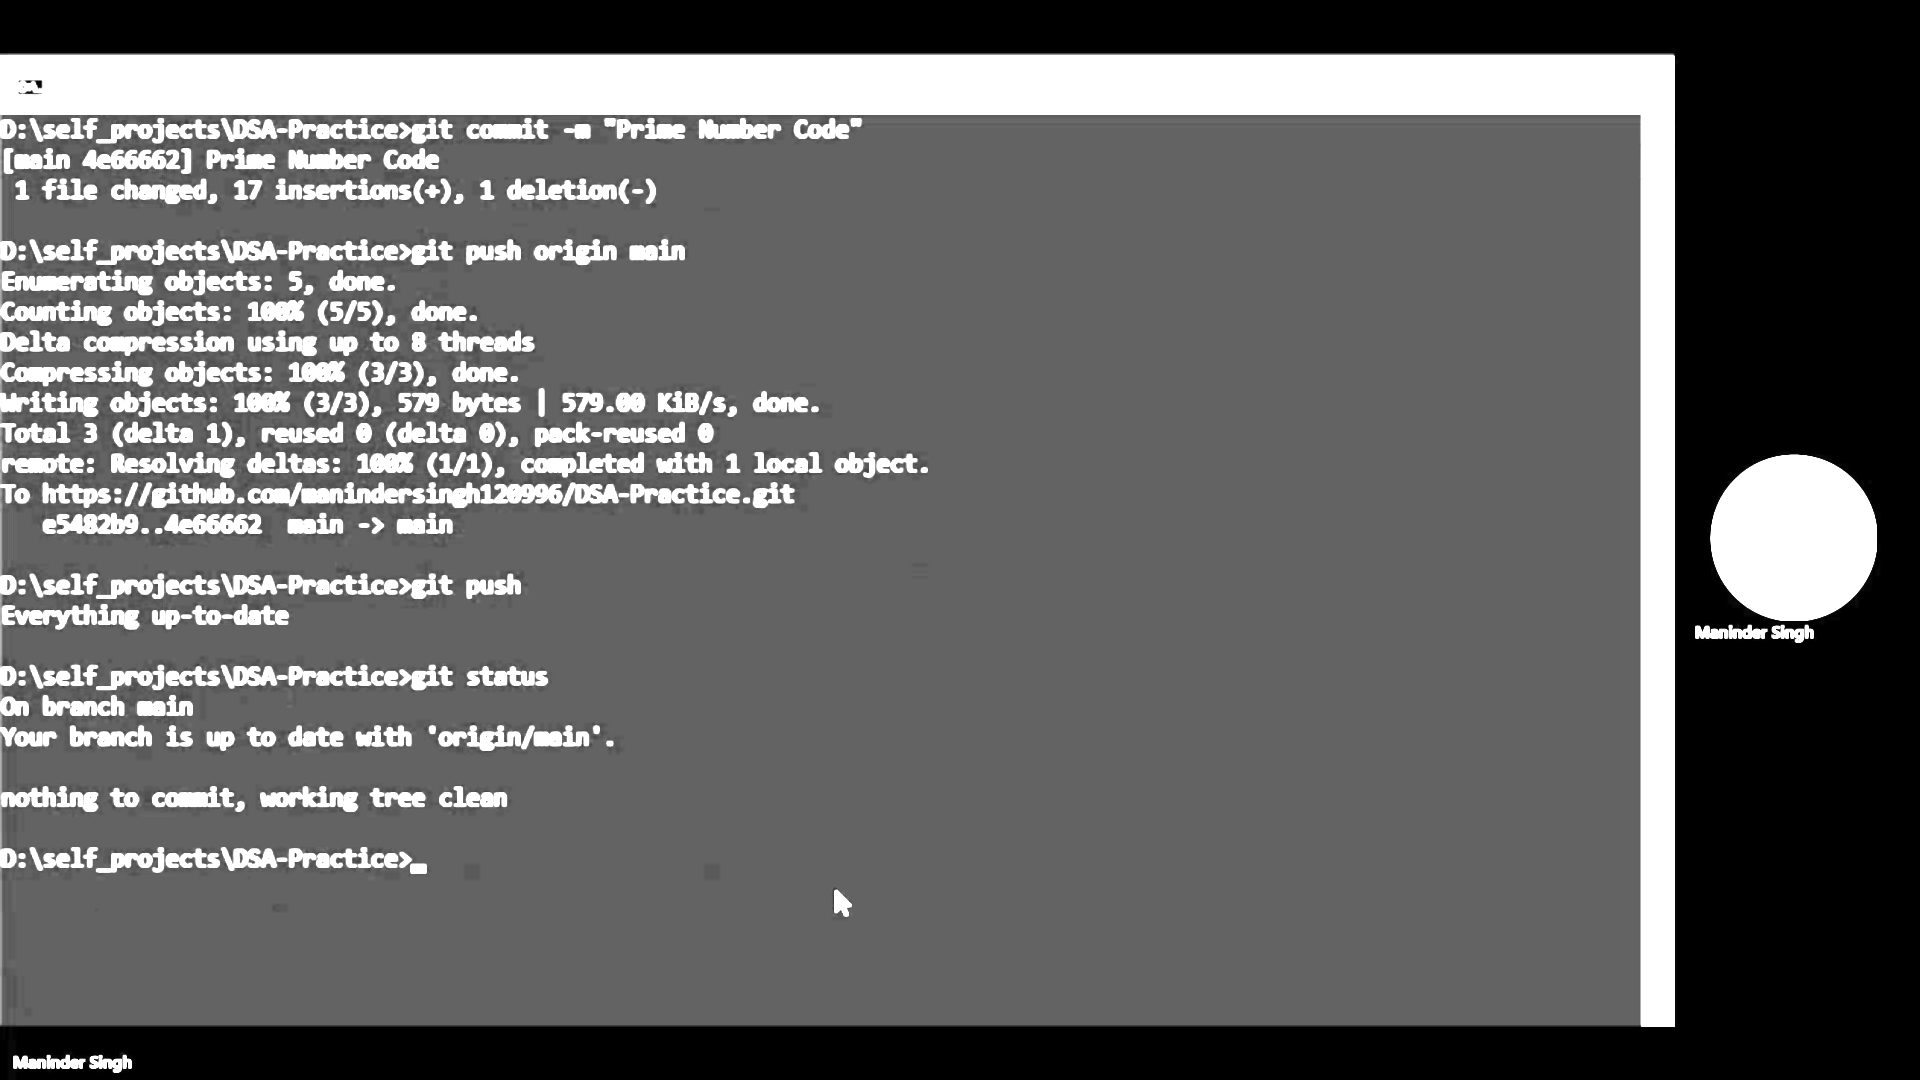 D:\self_projects\DSA-Practice>git commit -m "Prime Number Code"
[main 4e66662] Prime Number Code
 1 file changed, 17 insertions(+), 1 deletion(-)

D:\self_projects\DSA-Practice>git push origin main
Enumerating objects: 5, done.
Counting objects: 100% (5/5), done.
Delta compression using up to 8 threads
Compressing objects: 100% (3/3), done.
Writing objects: 100% (3/3), 579 bytes | 579.00 KiB/s, done.
Total 3 (delta 1), reused 0 (delta 0), pack-reused 0
remote: Resolving deltas: 100% (1/1), completed with 1 local object.
To https://github.com/manindersingh120996/DSA-Practice.git
   e5482b9..4e66662  main -> main

D:\self_projects\DSA-Practice>git push
Everything up-to-date

D:\self_projects\DSA-Practice>git status
On branch main
Your branch is up to date with 'origin/main'.

nothing to commit, working tree clean

D:\self_projects\DSA-Practice>
Maninder Singh
Maninder Singh